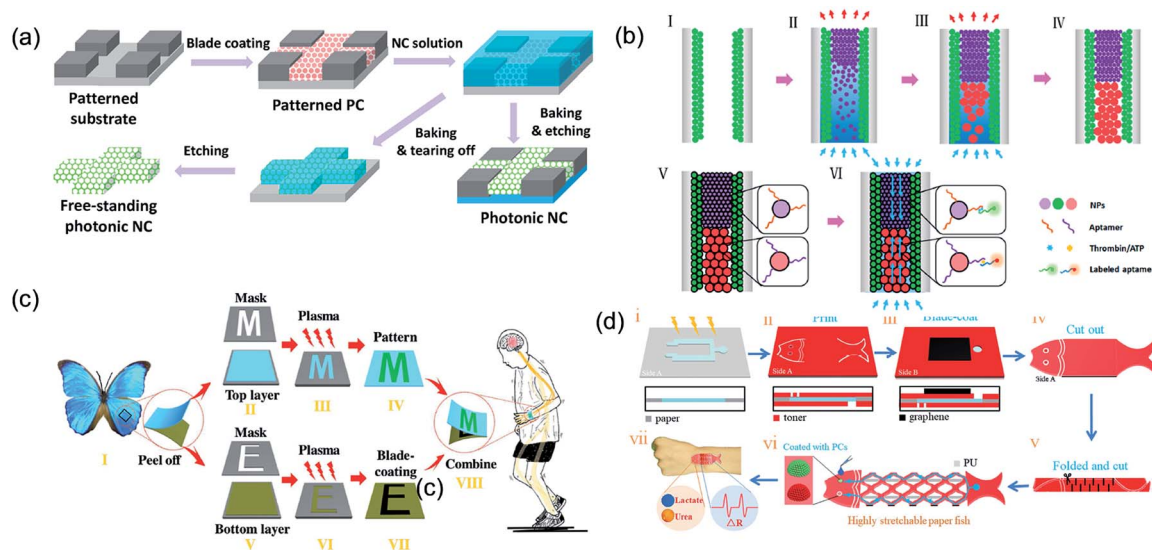 (a)
Blade coating
NC solution
Patterned
substrate
Patterned PC
Baking
& tearing off
Baking
& etching
Etching
Free-standing
photonic NC
Photonic NC
(b)
I
II
III
IV
V
VI
NPs
Aptamer
Thrombin/ATP
Labeled aptamer
(c)
Mask
M
Plasma
M
Pattern
M
Top layer
II
III
IV
I
Peel off
Mask
E
Plasma
E
Blade-
coating
E
(c)
M
Combine
VIII
Bottom layer
V
VI
VII
(d)
i
Side A
paper
ii
Print
Side A
toner
iii
Blade-coat
Side B
graphene
iv
Cut out
Side A
v
Folded and cut
vi
Coated with PCs
PU
Highly stretchable paper fish
vii
Lactate
Urea
ΔR